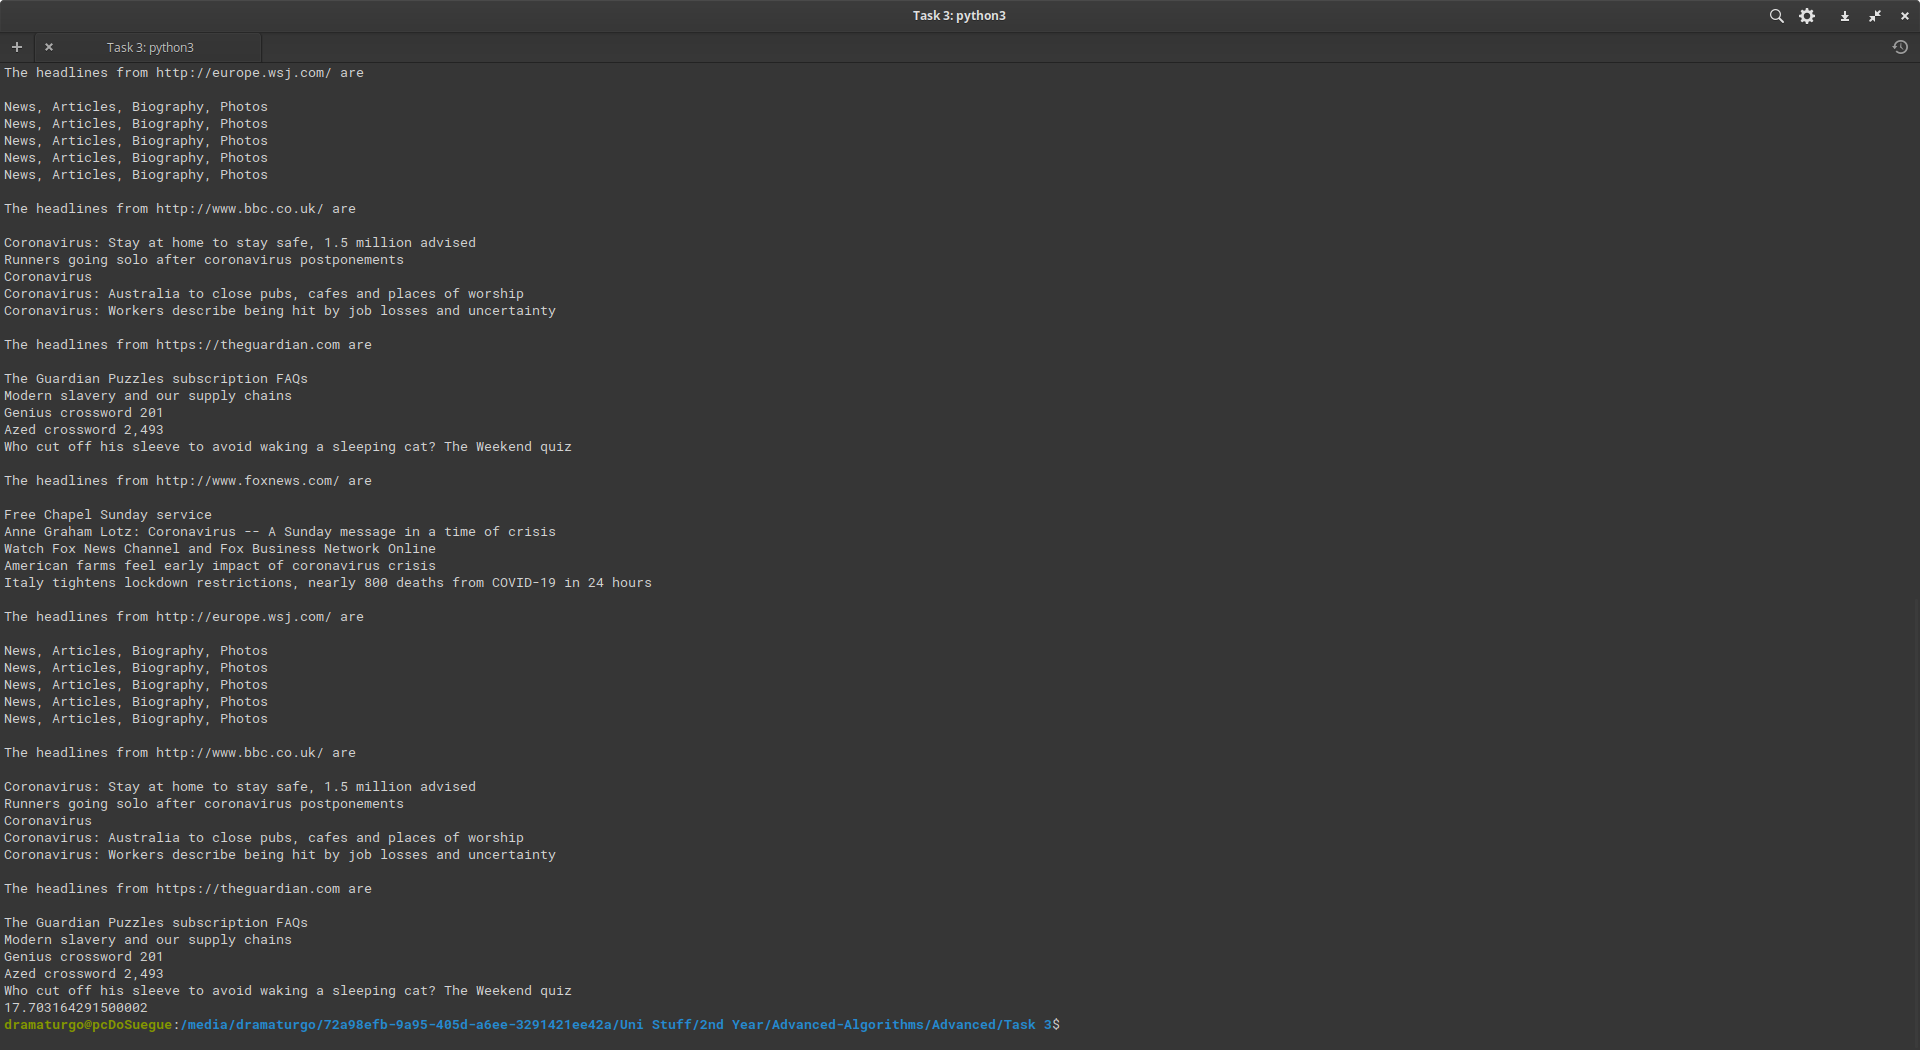 Task 3: python3
Task 3: python3
The headlines from http://europe.wsj.com/ are
News, Articles, Biography, Photos
News, Articles, Biography, Photos
News, Articles, Biography, Photos
News, Articles, Biography, Photos
News, Articles, Biography, Photos
The headlines from http://www.bbc.co.uk/ are
Coronavirus: Stay at home to stay safe, 1.5 million advised
Runners going solo after coronavirus postponements
Coronavirus
Coronavirus: Australia to close pubs, cafes and places of worship
Coronavirus: Workers describe being hit by job losses and uncertainty
The headlines from https://theguardian.com are
The Guardian Puzzles subscription FAQs
Modern slavery and our supply chains
Genius crossword 201
Azed crossword 2,493
Who cut off his sleeve to avoid waking a sleeping cat? The Weekend quiz
The headlines from http://www.foxnews.com/ are
Free Chapel Sunday service
Anne Graham Lotz: Coronavirus -- A Sunday message in a time of crisis
Watch Fox News Channel and Fox Business Network Online
American farms feel early impact of coronavirus crisis
Italy tightens lockdown restrictions, nearly 800 deaths from COVID-19 in 24 hours
The headlines from http://europe.wsj.com/ are
News, Articles, Biography, Photos
News, Articles, Biography, Photos
News, Articles, Biography, Photos
News, Articles, Biography, Photos
News, Articles, Biography, Photos
The headlines from http://www.bbc.co.uk/ are
Coronavirus: Stay at home to stay safe, 1.5 million advised
Runners going solo after coronavirus postponements
Coronavirus
Coronavirus: Australia to close pubs, cafes and places of worship
Coronavirus: Workers describe being hit by job losses and uncertainty
The headlines from https://theguardian.com are
The Guardian Puzzles subscription FAQs
Modern slavery and our supply chains
Genius crossword 201
Azed crossword 2,493
Who cut off his sleeve to avoid waking a sleeping cat? The Weekend quiz
17.703164291500002
dramaturgo@pcDoSuegue:/media/dramaturgo/72a98efb-9a95-405d-a6ee-3291421ee42a/Uni Stuff/2nd Year/Advanced-Algorithms/Advanced/Task 3$